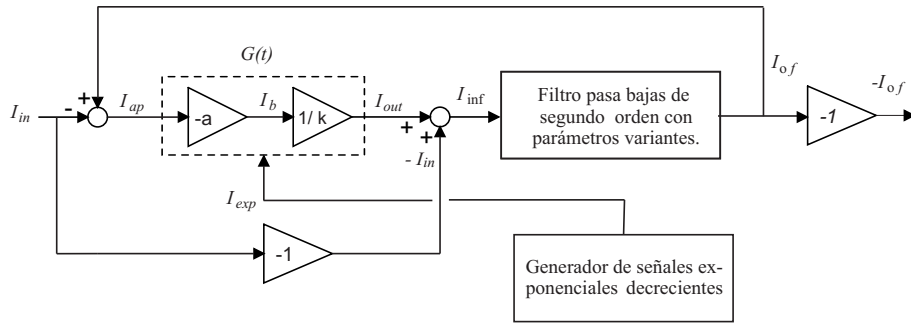 G(t)
I_in
-
+
I_ap
-a
I_b
1/ k
I_out
+
+
- I_in
I_inf
Filtro pasa bajas de
segundo orden con
parámetros variantes.
I_of
-1
-I_of
I_exp
-1
Generador de señales ex-
ponenciales decrecientes